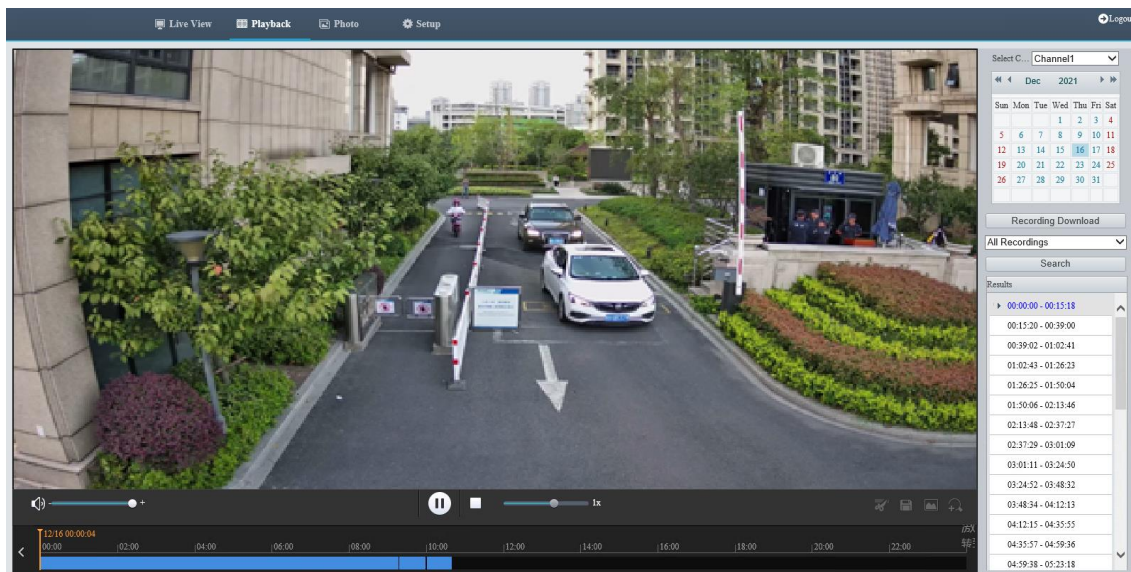 Live View Playback Photo Setup Logou
Select C... Channel1
Dec 2021
Sun Mon Tue Wed Thu Fri Sat
1 2 3 4
5 6 7 8 9 10 11
12 13 14 15 16 17 18
19 20 21 22 23 24 25
26 27 28 29 30 31
Recording Download
All Recordings
Search
Results
00:00:00 - 00:15:18
00:15:20 - 00:39:00
00:39:02 - 01:02:41
01:02:43 - 01:26:23
01:26:25 - 01:50:04
01:50:06 - 02:13:46
02:13:48 - 02:37:27
02:37:29 - 03:01:09
03:01:11 - 03:24:50
03:24:52 - 03:48:32
03:48:34 - 04:12:13
04:12:15 - 04:35:55
04:35:57 - 04:59:36
04:59:38 - 05:23:18
+ 1x
12/16 00:00:04
00:00 02:00 04:00 06:00 08:00 10:00 12:00 14:00 16:00 18:00 20:00 22:00